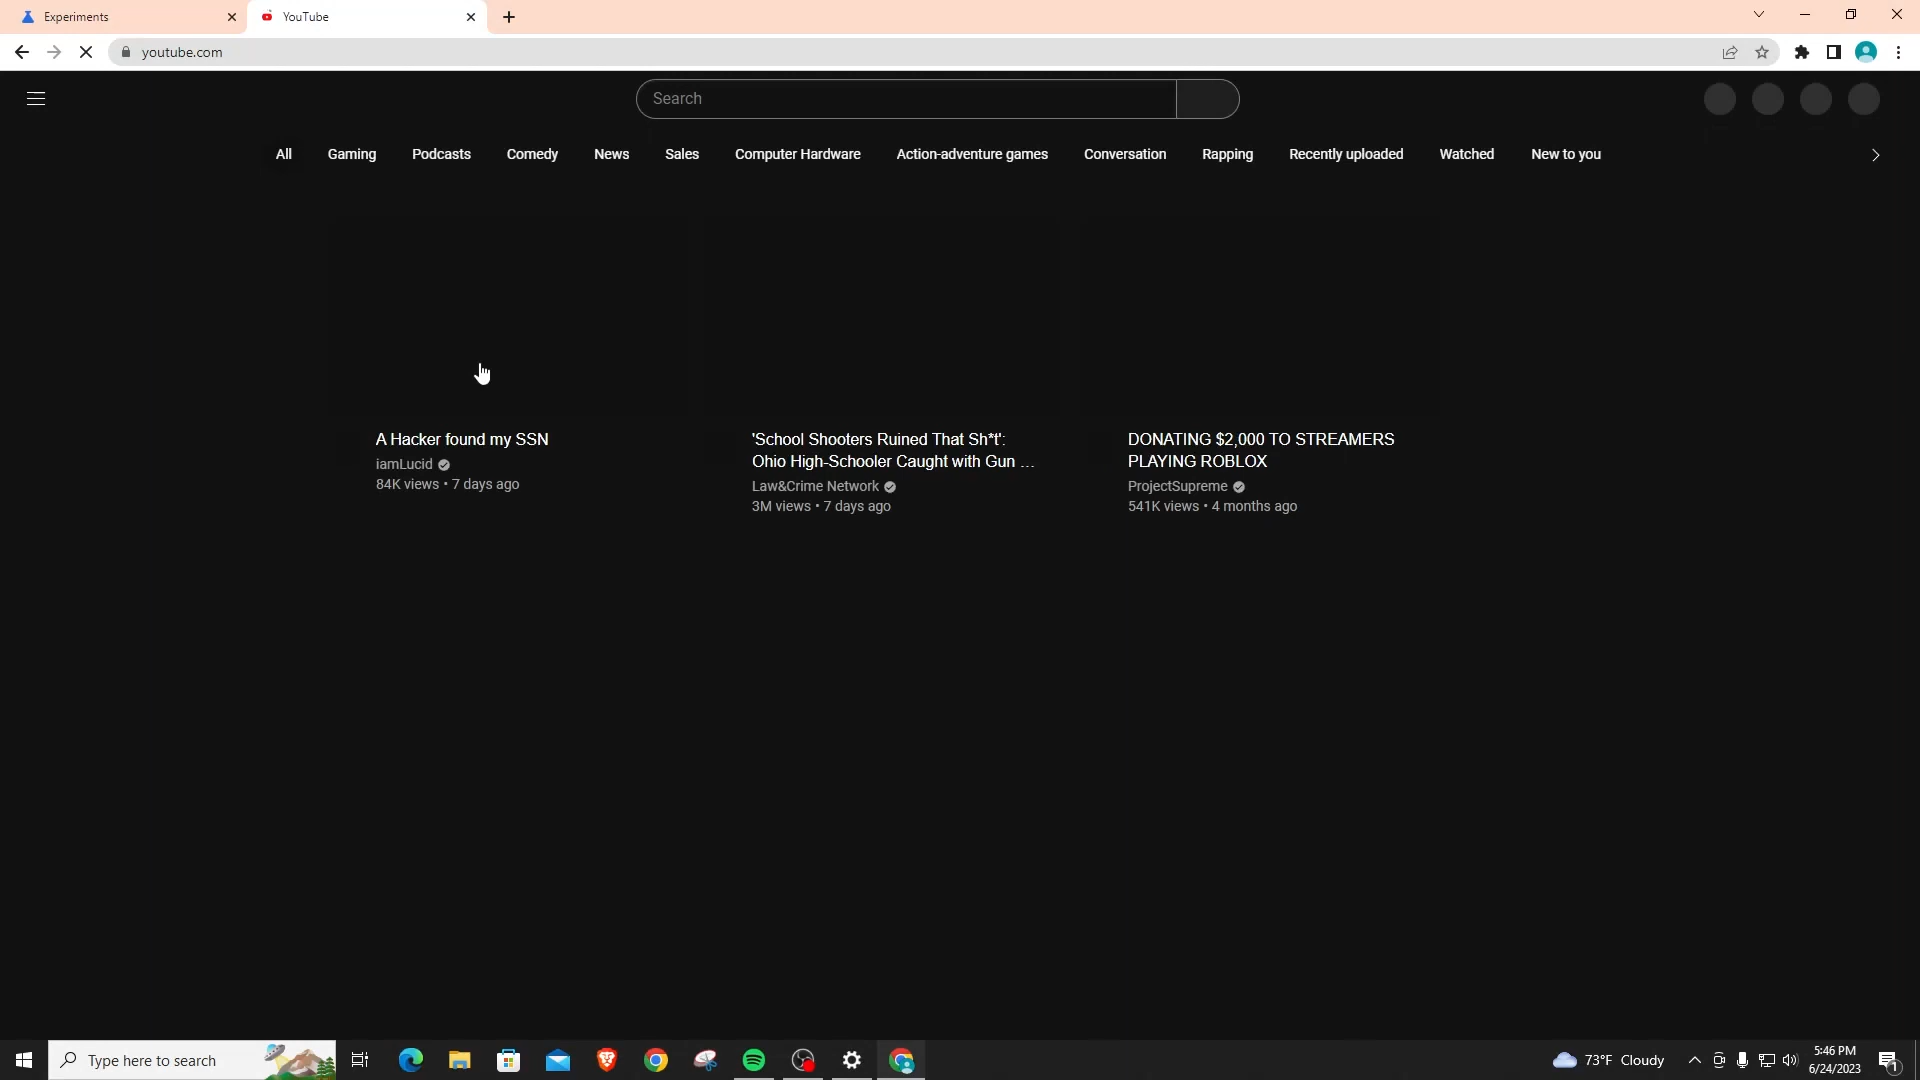 Experiments
YouTube
youtube.com
Search
All Gaming Podcasts Comedy News Sales Computer Hardware Action-adventure games Conversation Rapping Recently uploaded Watched New to you
A Hacker found my SSN
iamLucid
84K views • 7 days ago
'School Shooters Ruined That Sh*t':
Ohio High-Schooler Caught with Gun ...
Law&Crime Network
3M views • 7 days ago
DONATING $2,000 TO STREAMERS
PLAYING ROBLOX
ProjectSupreme
541K views • 4 months ago
Type here to search
73°F Cloudy
5:46 PM
6/24/2023
1